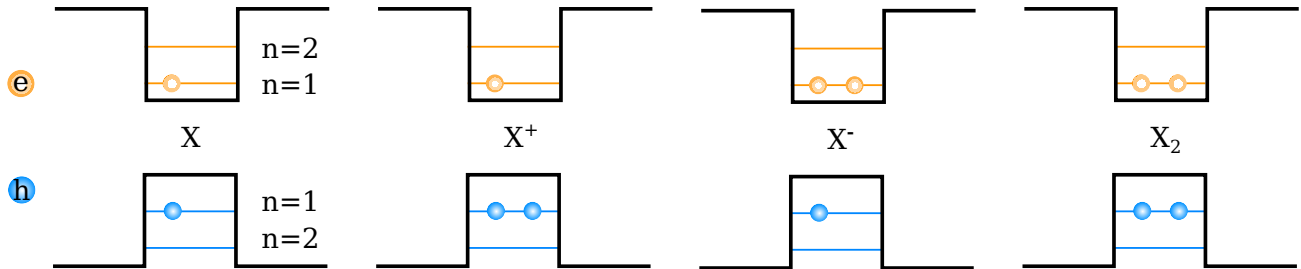 n=2
e
n=1
X
X⁺
X⁻
X₂
h
n=1
n=2